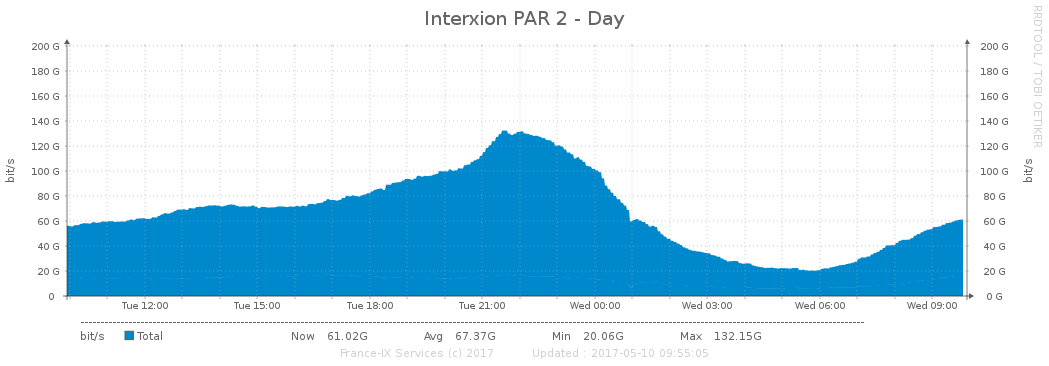 Interxion PAR 2 - Day
RRDTOOL / TOBI OETIKER
bit/s
bit/s
200 G 200 G
180 G 180 G
160 G 160 G
140 G 140 G
120 G 120 G
100 G 100 G
80 G 80 G
60 G 60 G
40 G 40 G
20 G 20 G
0 0 G
Tue 12:00 Tue 15:00 Tue 18:00 Tue 21:00 Wed 00:00 Wed 03:00 Wed 06:00 Wed 09:00
bit/s Total Now 61.02G Avg 67.37G Min 20.06G Max 132.15G
France-IX Services (c) 2017 Updated : 2017-05-10 09:55:05